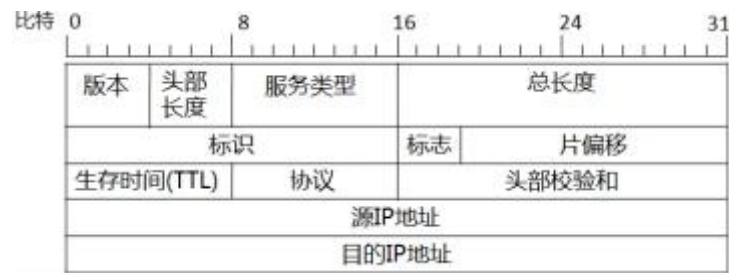 比特 0 8 16 24 31
版本 头部长度 服务类型 总长度
标识 标志 片偏移
生存时间(TTL) 协议 头部校验和
源IP地址
目的IP地址